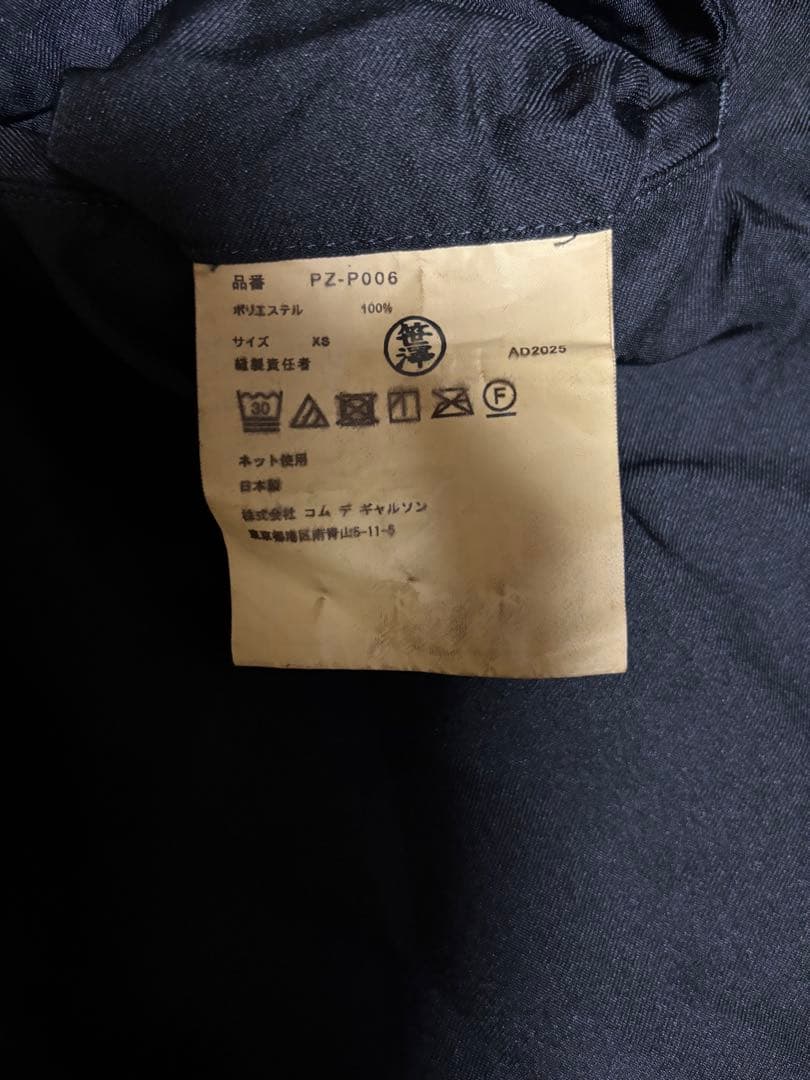 品番 PZ-P006
ポリエステル 100%
サイズ XS
縫製責任者
笹澤
AD2025
30
F
ネット使用
日本製
株式会社 コム デ ギャルソン
東京都港区南青山5-11-5